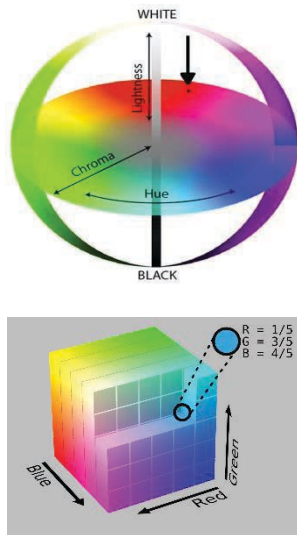 WHITE
Lightness
Chroma
Hue
BLACK
R = 1/5
G = 3/5
B = 4/5
Blue
Red
Green